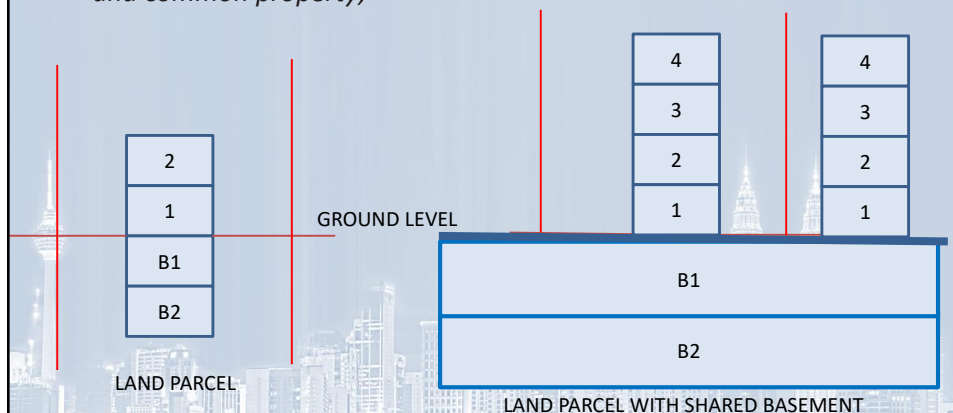 and common property)
2
1
B1
B2
GROUND LEVEL
LAND PARCEL
4
3
2
1
4
3
2
1
B1
B2
LAND PARCEL WITH SHARED BASEMENT